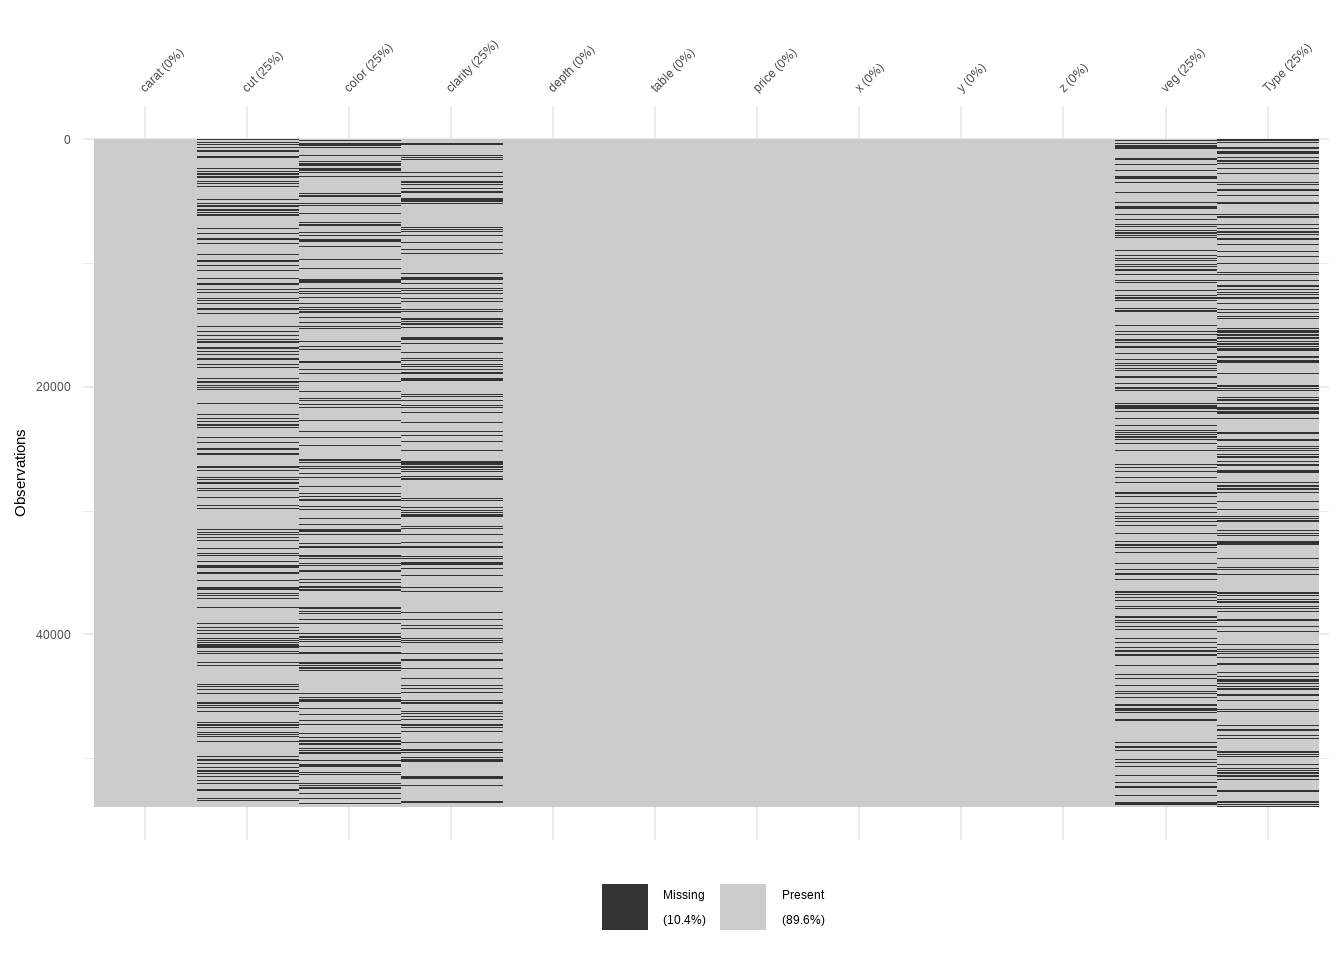 carat (0%)
cut (25%)
color (25%)
clarity (25%)
depth (0%)
table (0%)
price (0%)
x (0%)
y (0%)
z (0%)
veg (25%)
Type (25%)
0
20000
40000
Observations
Missing
(10.4%)
Present
(89.6%)